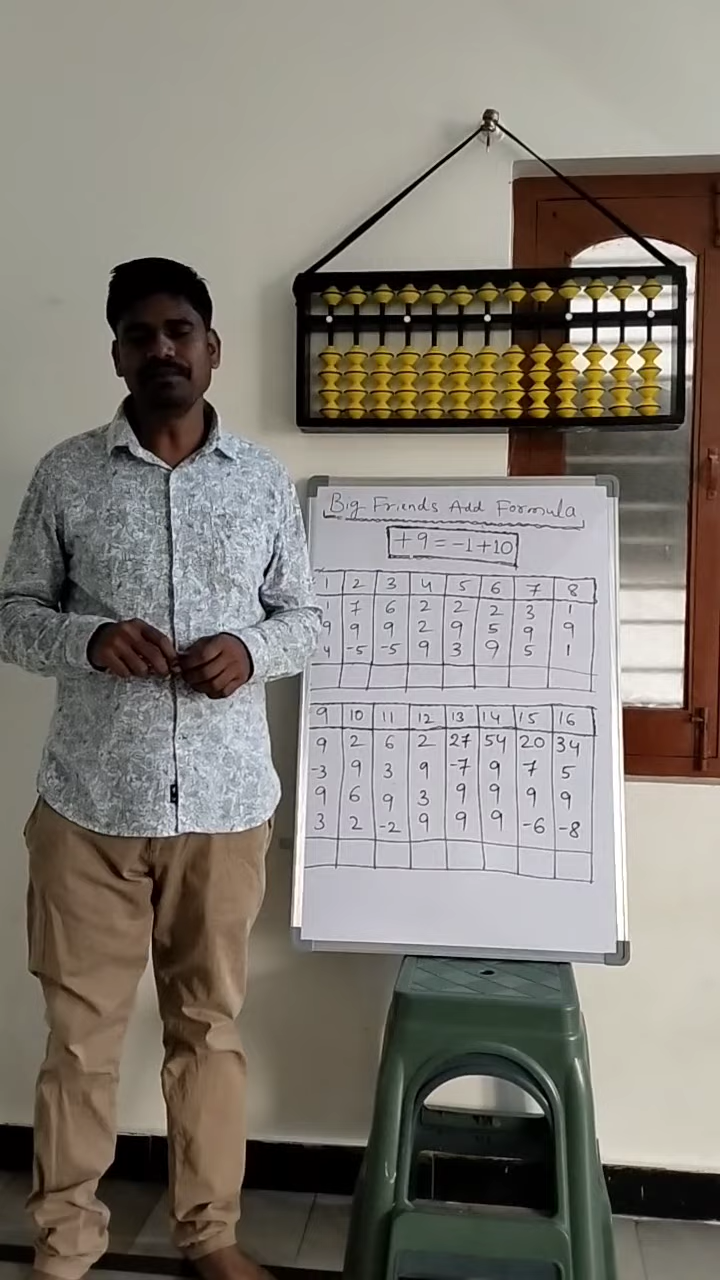 Big Friends Add Formula
+9=-1+10
1 2 3 4 5 6 7 8
1 7 6 2 2 2 3 1
9 9 9 2 9 5 9 9
4 -5 -5 9 3 9 5 1
9 10 11 12 13 14 15 16
9 2 6 2 27 54 20 34
-3 9 3 9 -7 9 7 5
9 6 9 3 9 9 9 9
3 2 -2 9 9 9 -6 -8